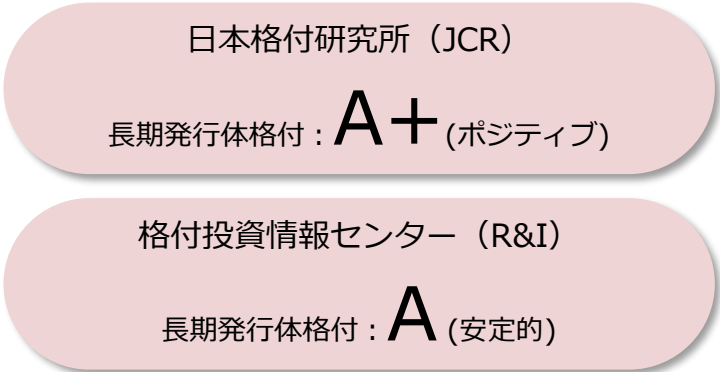 日本格付研究所（JCR）
長期発行体格付：A＋(ポジティブ)
格付投資情報センター（R&I）
長期発行体格付：A (安定的)